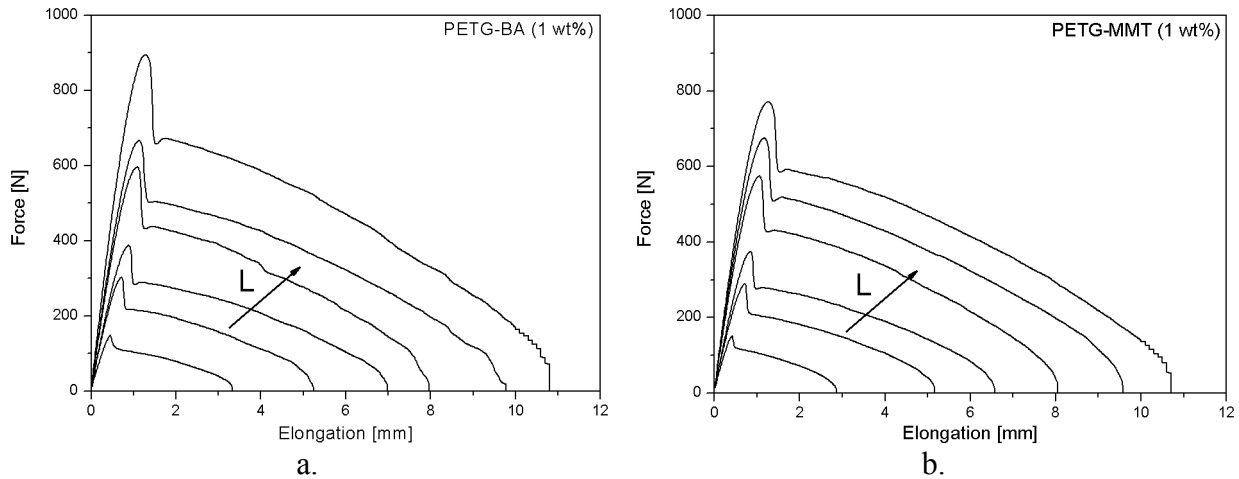 PETG-BA (1 wt%)
1000
800
600
400
200
0
Force [N]
L
0 2 4 6 8 10 12
Elongation [mm]
a.
PETG-MMT (1 wt%)
1000
800
600
400
200
0
Force [N]
L
0 2 4 6 8 10 12
Elongation [mm]
b.